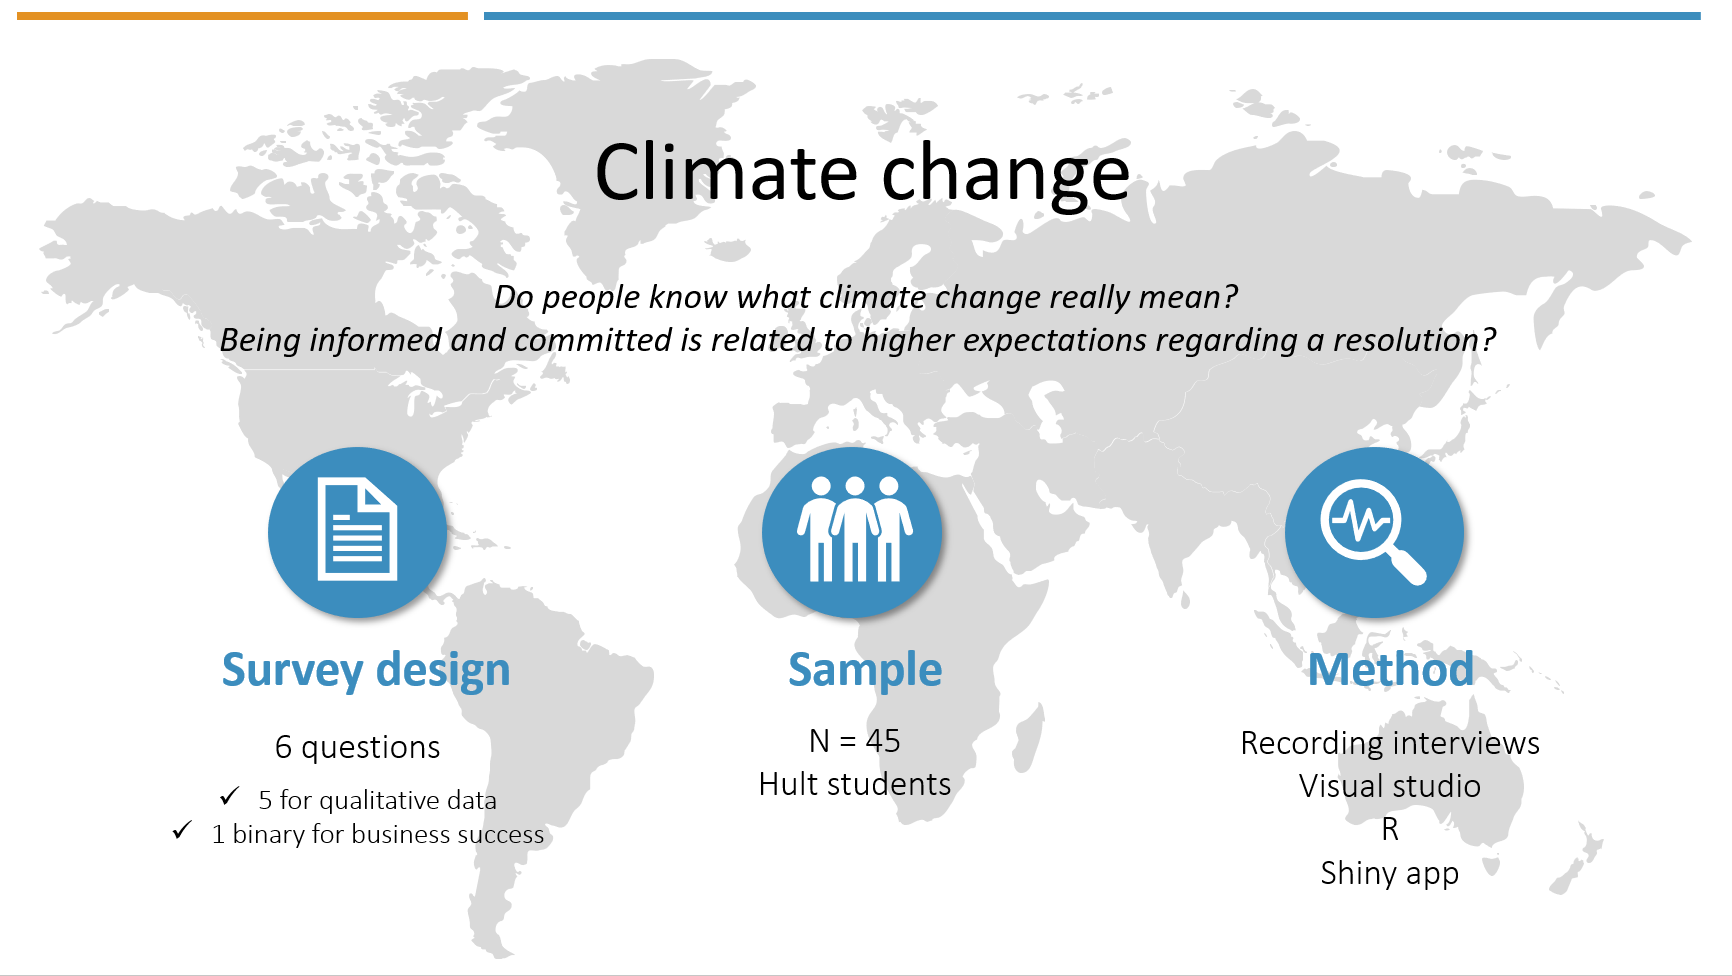 Climate change
Do people know what climate change really mean?
Being informed and committed is related to higher expectations regarding a resolution?
Survey design
6 questions
✓ 5 for qualitative data
✓ 1 binary for business success
Sample
N = 45
Hult students
Method
Recording interviews
Visual studio
R
Shiny app